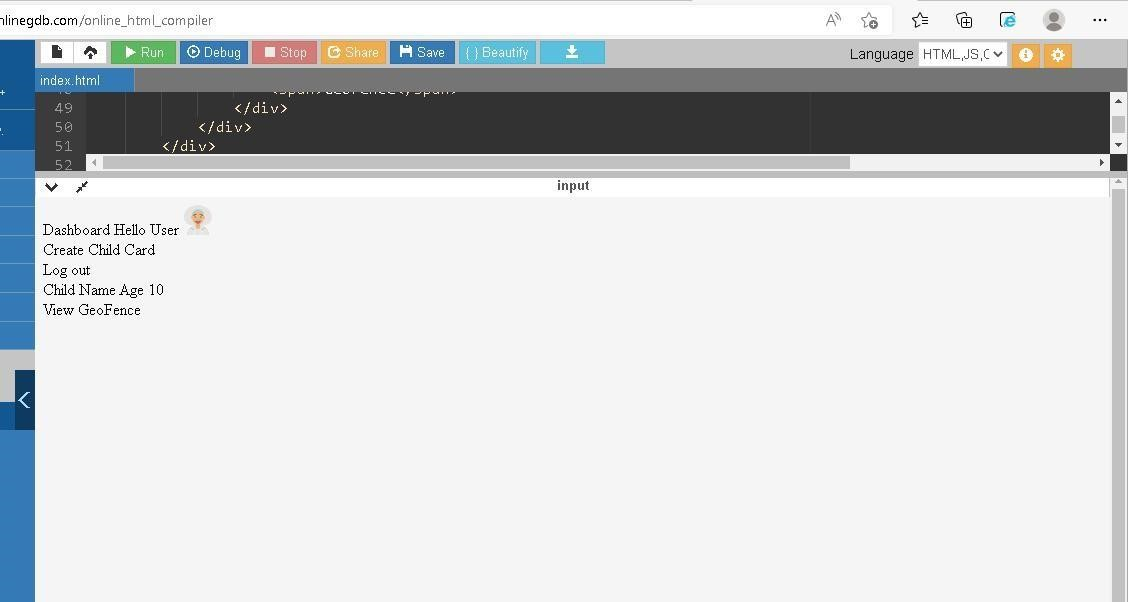 nlinegdb.com/online_html_compiler
Run Debug Stop Share Save { } Beautify Language HTML,JS,C
index.html
49 </div>
50 </div>
51 </div>
52
input
Dashboard Hello User
Create Child Card
Log out
Child Name Age 10
View GeoFence